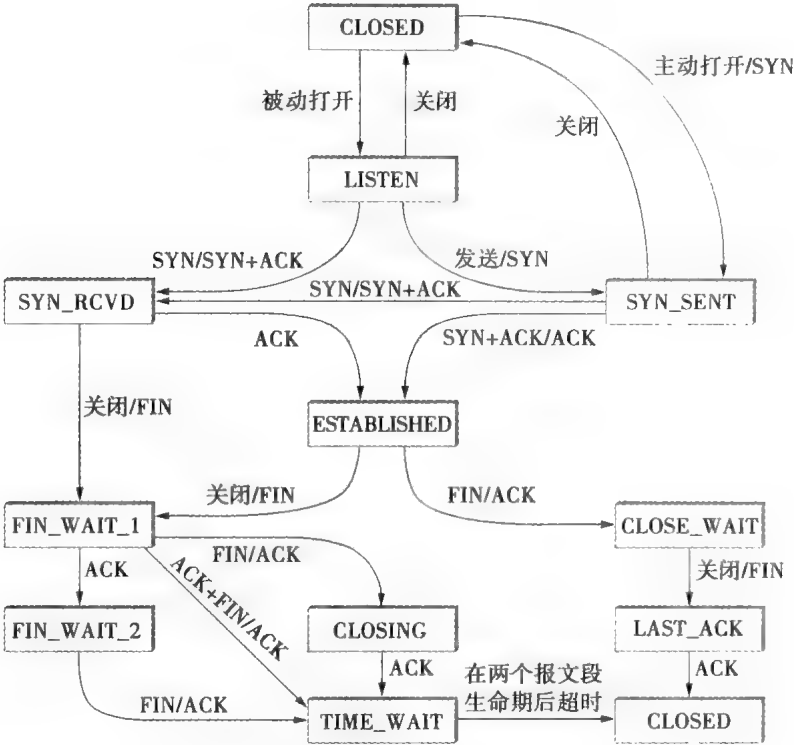 CLOSED
主动打开/SYN
被动打开
关闭
关闭
LISTEN
SYN/SYN+ACK
发送/SYN
SYN_RCVD
SYN/SYN+ACK
SYN_SENT
ACK
SYN+ACK/ACK
关闭/FIN
ESTABLISHED
关闭/FIN
FIN/ACK
FIN_WAIT_1
CLOSE_WAIT
FIN/ACK
ACK
ACK+FIN/ACK
关闭/FIN
FIN_WAIT_2
CLOSING
LAST_ACK
ACK
在两个报文段
生命期后超时
ACK
FIN/ACK
TIME_WAIT
CLOSED